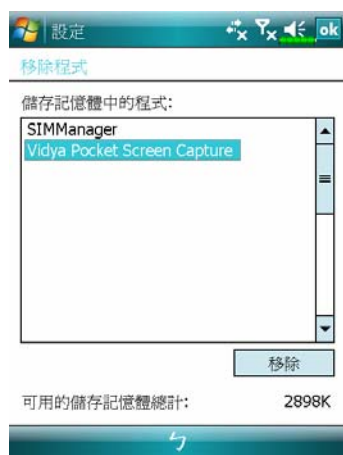 設定
ok
移除程式
儲存記憶體中的程式:
SIMManager
Vidya Pocket Screen Capture
移除
可用的儲存記憶體總計: 2898K
ㄅ